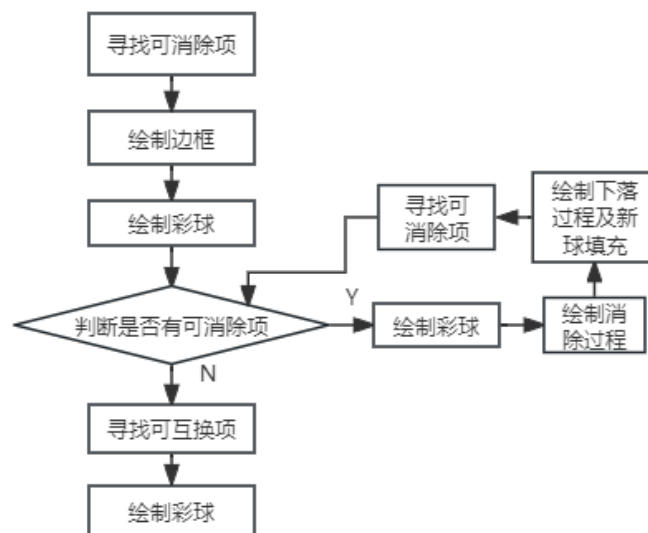 寻找可消除项
绘制边框
绘制彩球
判断是否有可消除项
Y
绘制彩球
绘制消
除过程
绘制下落
过程及新
球填充
寻找可
消除项
N
寻找可互换项
绘制彩球